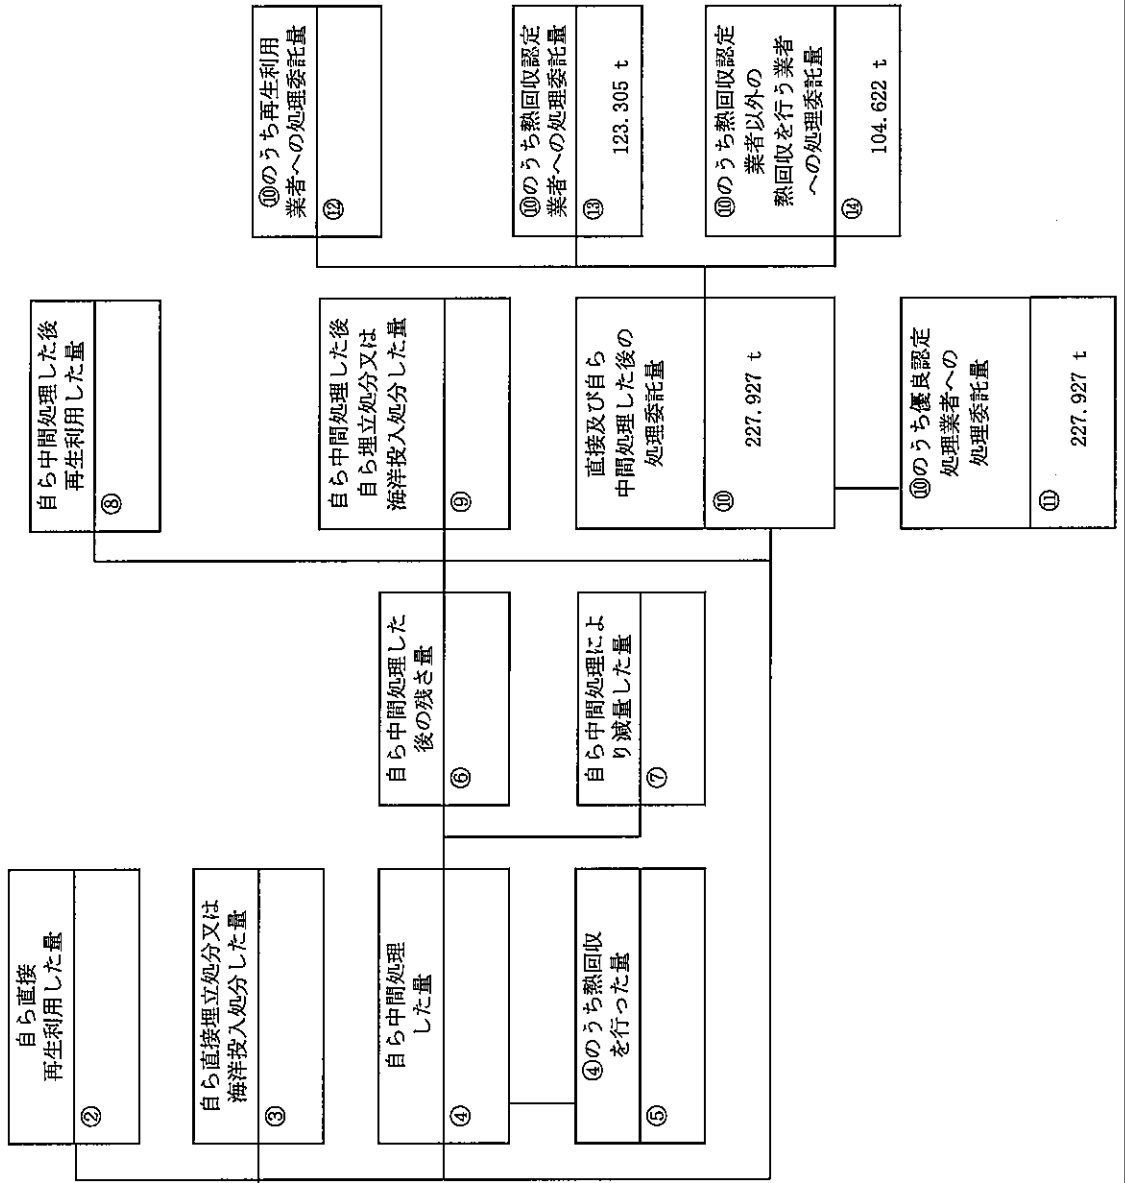 自ら直接
再生利用した量
②
自ら直接埋立処分又は
海洋投入処分した量
③
自ら中間処理
した量
④
④のうち熱回収
を行った量
⑤
自ら中間処理した
後の残さ量
⑥
自ら中間処理によ
り減量した量
⑦
自ら中間処理した後
再生利用した量
⑧
自ら中間処理した後
自ら埋立処分又は
海洋投入処分した量
⑨
直接及び自ら
中間処理した後の
処理委託量
⑩
227.927 t
⑩のうち優良認定
処理業者への
処理委託量
⑪
227.927 t
⑩のうち再生利用
業者への処理委託量
⑫
⑩のうち熱回収認定
業者への処理委託量
⑬
123.305 t
⑩のうち熱回収認定
業者以外の
熱回収を行う業者
への処理委託量
⑭
104.622 t